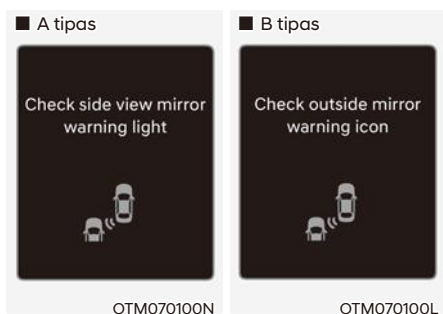 ■ A tipas
Check side view mirror
warning light
OTM070100N
■ B tipas
Check outside mirror
warning icon
OTM070100L